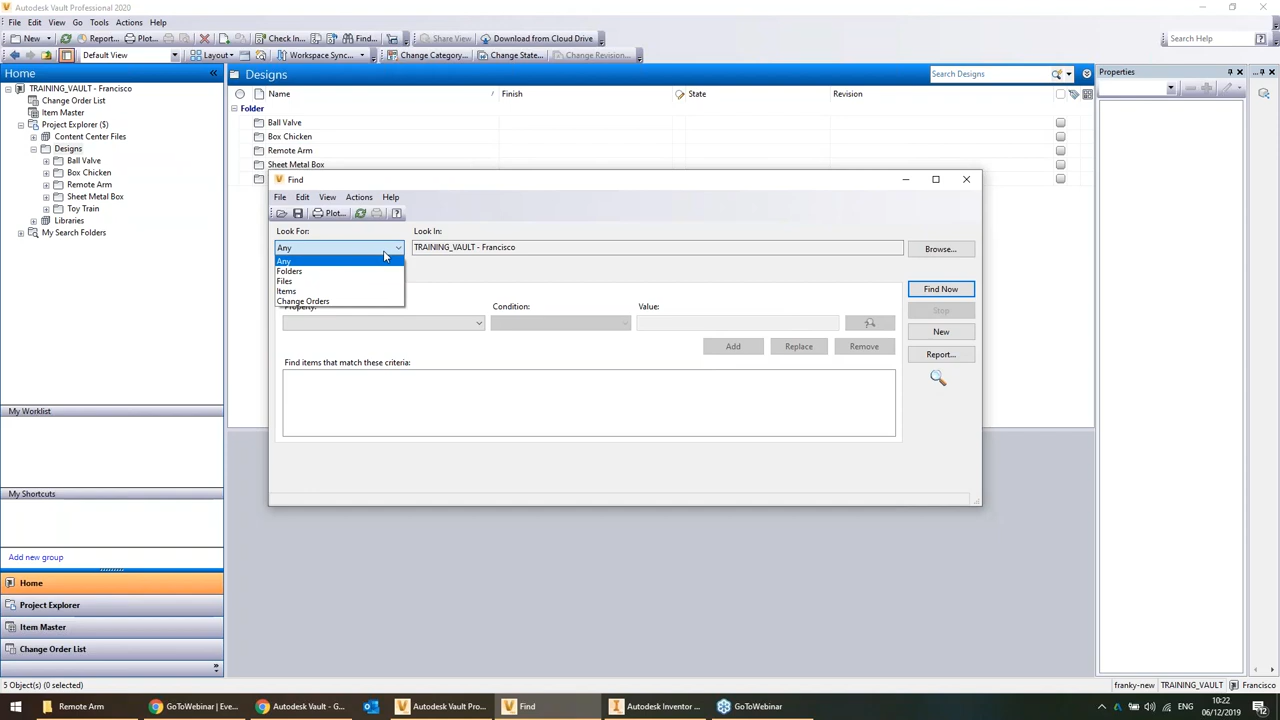 Autodesk Vault Professional 2020
File Edit View Go Tools Actions Help
New Report... Plot... Check In... Find... Share View... Download from Cloud Drive Search Help
Default View Layout Workspace Sync... Change Category... Change State... Change Revision...
Home
TRAINING_VAULT - Francisco
Change Order List
Item Master
Project Explorer ($)
Content Center Files
Designs
Ball Valve
Box Chicken
Remote Arm
Sheet Metal Box
Toy Train
Libraries
My Search Folders
My Worklist
My Shortcuts
Add new group
Home
Project Explorer
Item Master
Change Order List
Designs
Search Designs
Name Finish State Revision
Folder
Ball Valve
Box Chicken
Remote Arm
Sheet Metal Box
Properties
Find
File Edit View Actions Help
Plot...
Look For: Look In:
Any TRAINING_VAULT - Francisco Browse...
Any
Folders
Files
Items
Change Orders
Find Now
Stop
New
Report...
Property: Condition: Value:
Add Replace Remove
Find items that match these criteria:
5 Object(s) (0 selected) franky-new TRAINING_VAULT Francisco
Remote Arm GoToWebinar | Eve... Autodesk Vault - G... Autodesk Vault Pro... Find Autodesk Inventor ... GoToWebinar ENG 10:22
06/12/2019 12